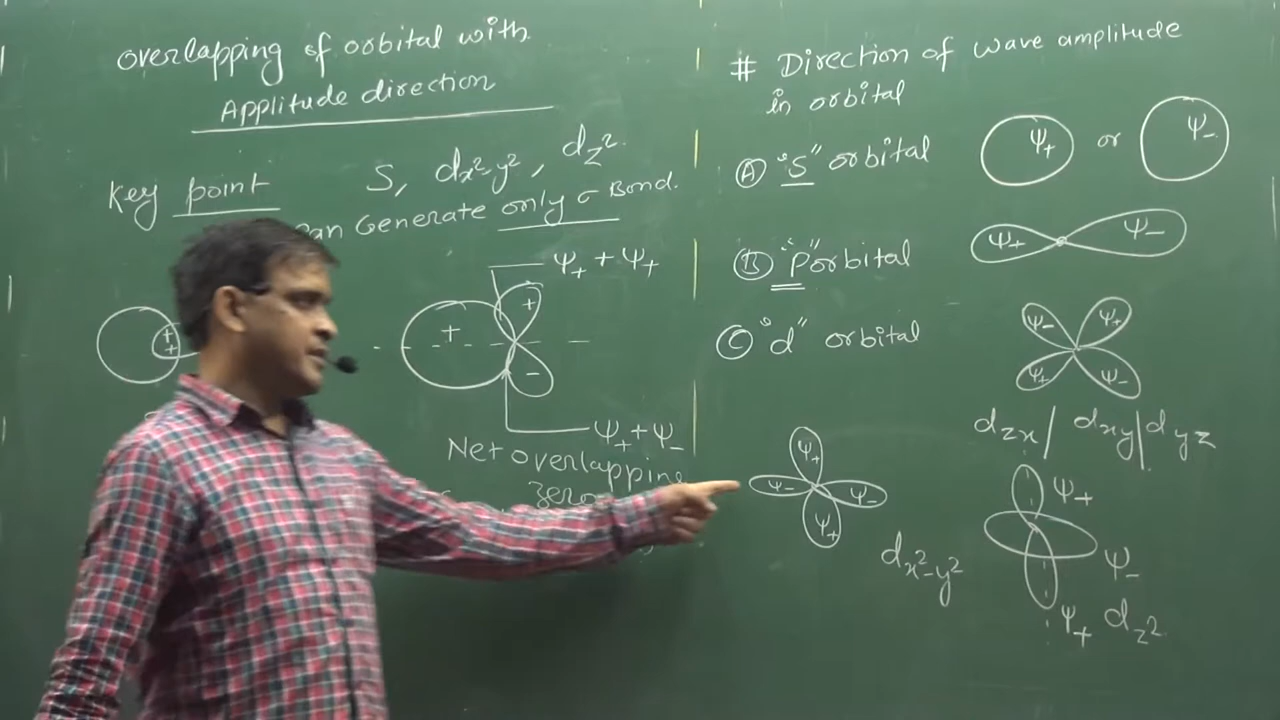 overlapping of orbital with
Applitude direction
Key point S, dx²-y², dz²
can Generate only σ Bond.
Ψ+ + Ψ+
+
+
+
+
-
Ψ+ + Ψ-
Net overlapping
zero
# Direction of wave amplitude
in orbital
Ⓐ "S" orbital
Ψ+ or Ψ-
Ⓑ "P" orbital
Ψ+ Ψ-
Ⓒ "d" orbital
Ψ- Ψ+
Ψ+ Ψ-
dzx / dxy | dyz
Ψ+
Ψ- Ψ-
Ψ+
dx²-y²
Ψ+
Ψ-
Ψ+ dz²